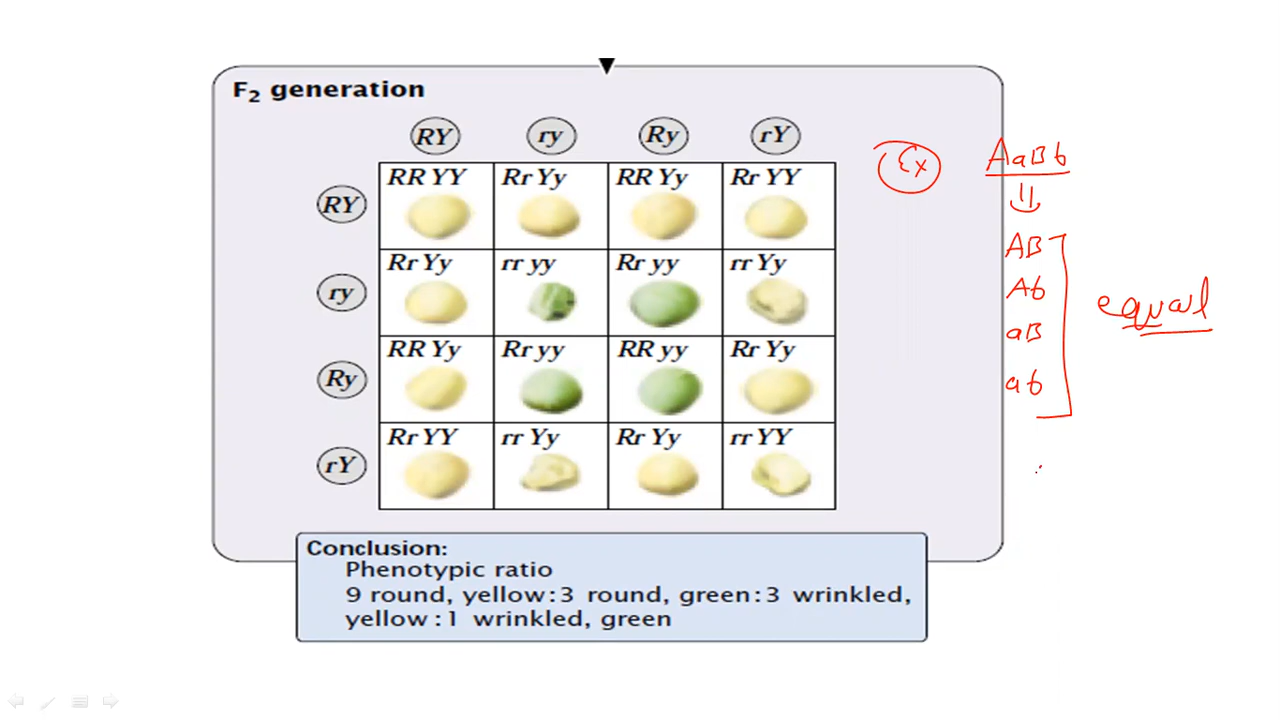 F2 generation
RY ry Ry rY
RY RR YY Rr Yy RR Yy Rr YY
ry Rr Yy rr yy Rr yy rr Yy
Ry RR Yy Rr yy RR yy Rr Yy
rY Rr YY rr Yy Rr Yy rr YY
Conclusion:
Phenotypic ratio
9 round, yellow:3 round, green:3 wrinkled,
yellow:1 wrinkled, green
Ex AaBb
AB
Ab
aB
ab
equal